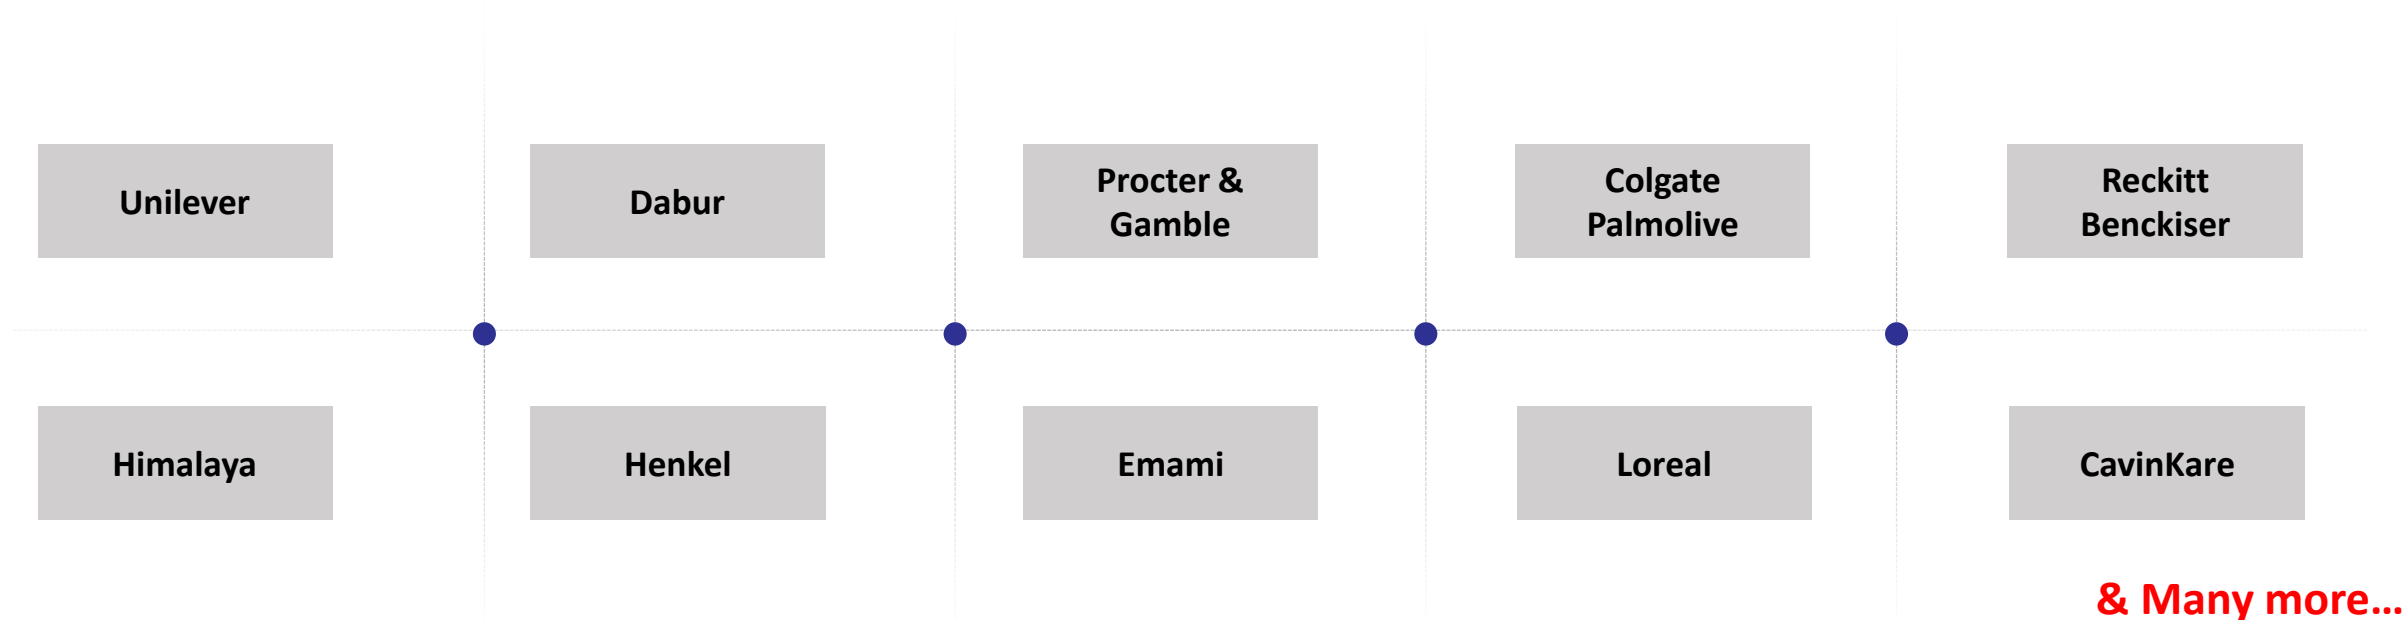 Unilever
Dabur
Procter &
Gamble
Colgate
Palmolive
Reckitt
Benckiser
Himalaya
Henkel
Emami
Loreal
CavinKare
& Many more...